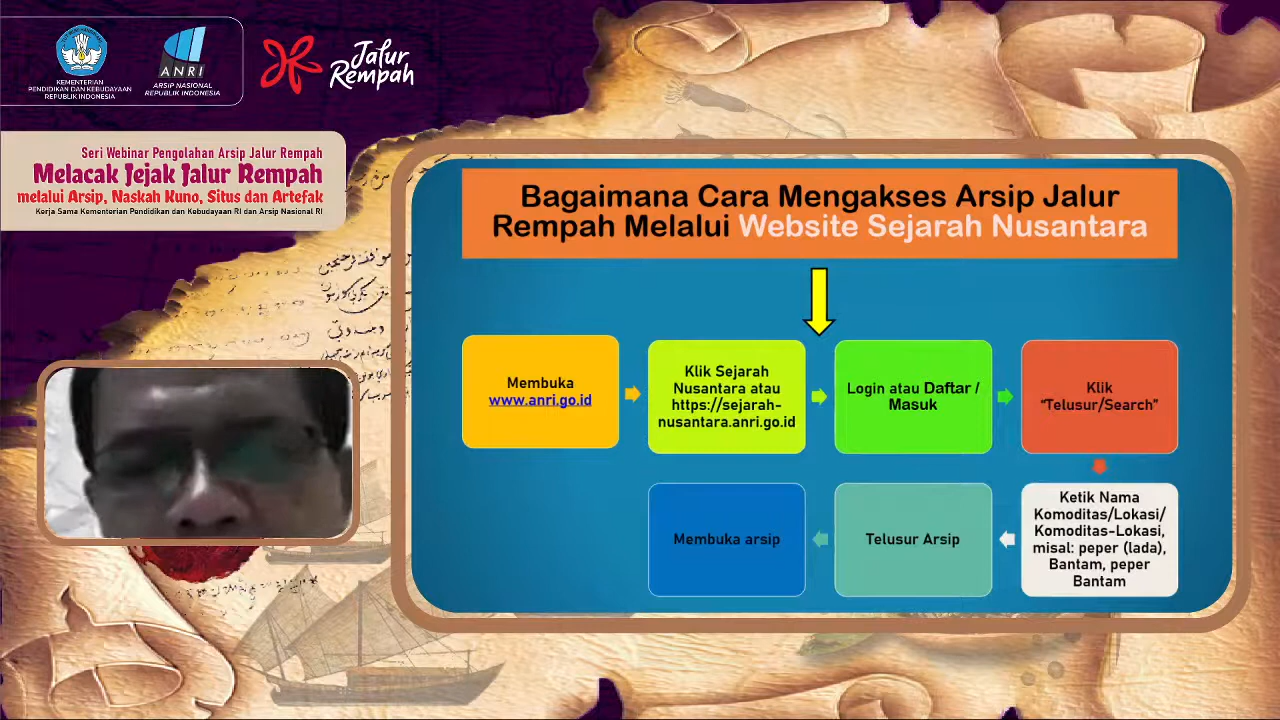 KEMENTERIAN
PENDIDIKAN DAN KEBUDAYAAN
REPUBLIK INDONESIA
ANRI
ARSIP NASIONAL
REPUBLIK INDONESIA
Jalur
Rempah
Seri Webinar Pengolahan Arsip Jalur Rempah
Melacak Jejak Jalur Rempah
melalui Arsip, Naskah Kuno, Situs dan Artefak
Kerja Sama Kementerian Pendidikan dan Kebudayaan RI dan Arsip Nasional RI
Bagaimana Cara Mengakses Arsip Jalur
Rempah Melalui Website Sejarah Nusantara
Membuka
www.anri.go.id
Klik Sejarah
Nusantara atau
https://sejarah-
nusantara.anri.go.id
Login atau Daftar /
Masuk
Klik
“Telusur/Search”
Ketik Nama
Komoditas/Lokasi/
Komoditas-Lokasi,
misal: peper (lada),
Bantam, peper
Bantam
Telusur Arsip
Membuka arsip